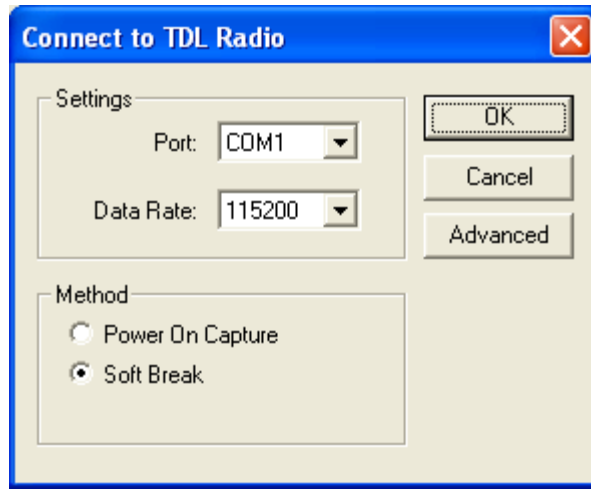 Connect to TDL Radio
Settings
Port: COM1
Data Rate: 115200
OK
Cancel
Advanced
Method
Power On Capture
Soft Break